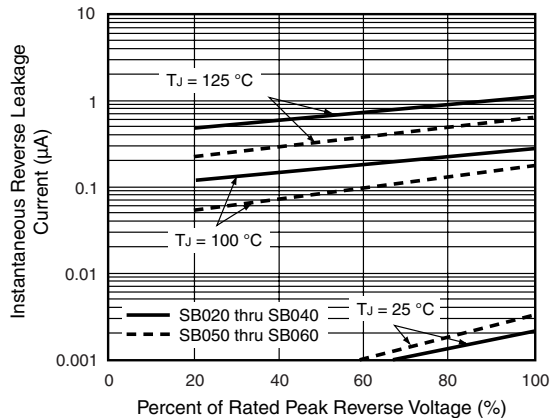 10
1
0.1
0.01
0.001
Instantaneous Reverse Leakage
Current (µA)
TJ = 125 °C
TJ = 100 °C
TJ = 25 °C
SB020 thru SB040
SB050 thru SB060
0 20 40 60 80 100
Percent of Rated Peak Reverse Voltage (%)